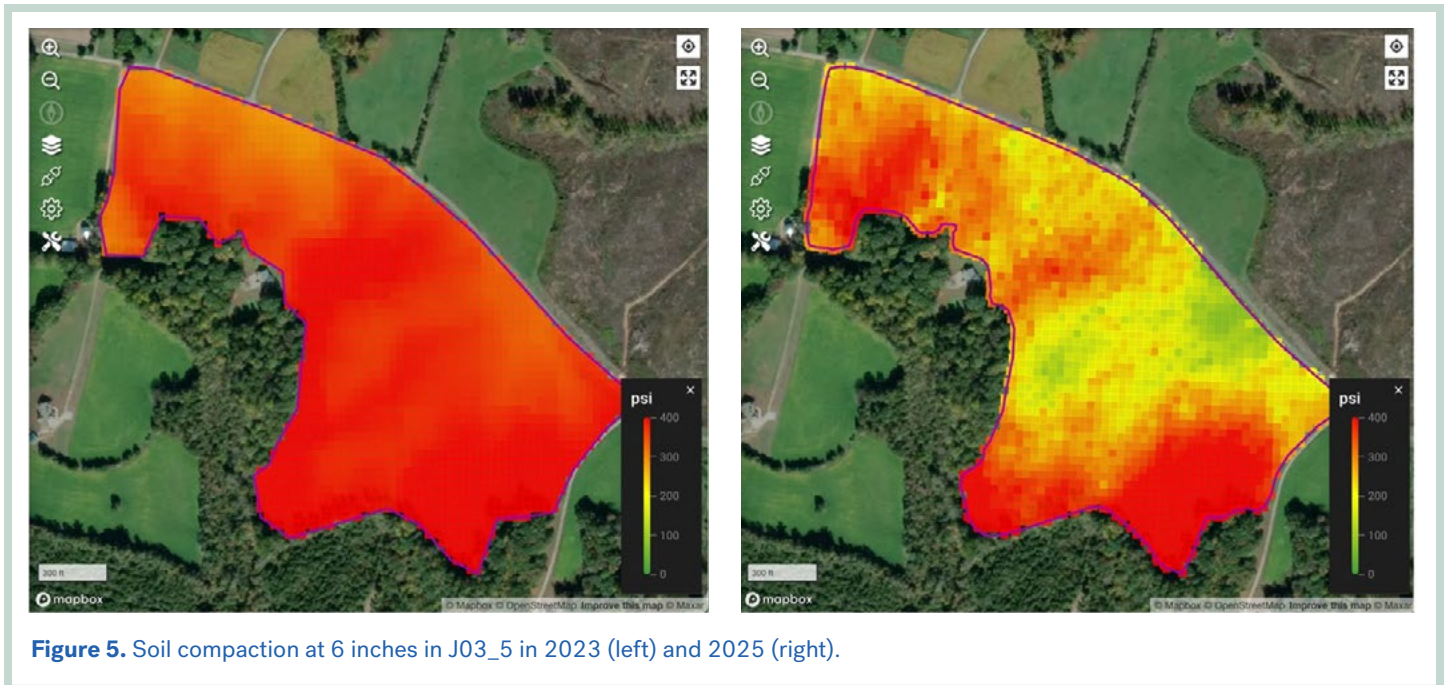 psi
×
400
300
200
100
0
300 ft
mapbox
© Mapbox © OpenStreetMap Improve this map © Maxar
psi
×
400
300
200
100
0
300 ft
mapbox
© Mapbox © OpenStreetMap Improve this map © Maxar
Figure 5. Soil compaction at 6 inches in J03_5 in 2023 (left) and 2025 (right).